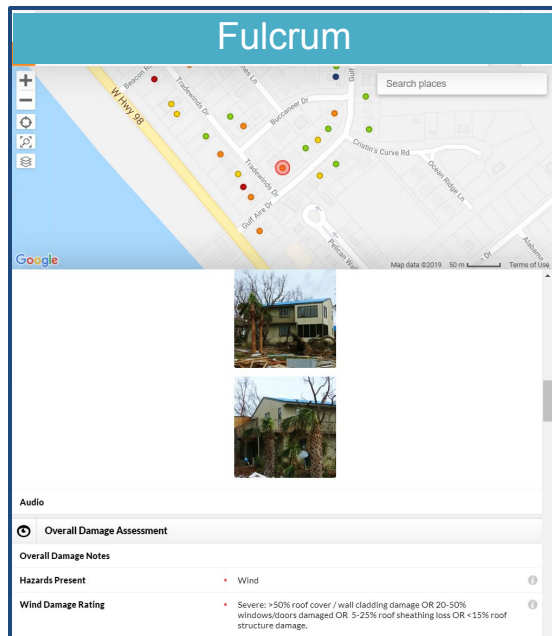 Fulcrum
Search places
Beacon
Tradewinds Dr
Buccaneer Dr
Gulf
W Hwy 98
Cristin's Curve Rd
Tradewinds Dr
Ocean Ridge Ln
Gulf Aire Dr
Pelican
Alabama
Dr
Google
Map data ©2019
50 m
Terms of Use
Audio
Overall Damage Assessment
Overall Damage Notes
Hazards Present
• Wind
Wind Damage Rating
• Severe: >50% roof cover / wall cladding damage OR 20-50%
windows/doors damaged OR 5-25% roof sheathing loss OR <15% roof
structure damage.